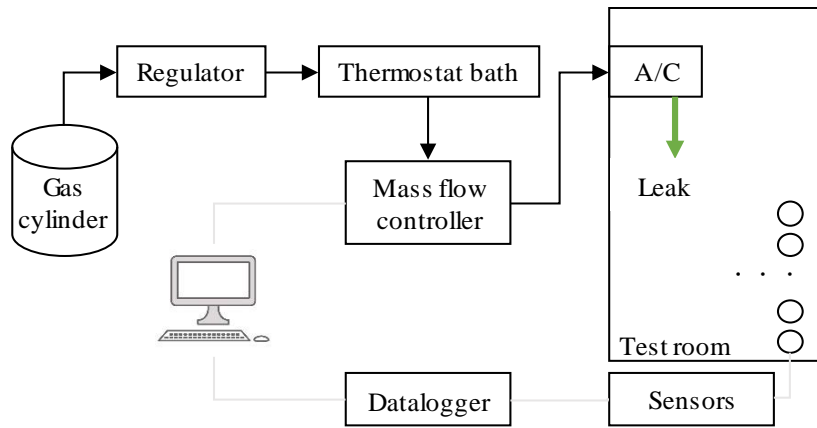 Regulator
Thermostat bath
A/C
Gas
cylinder
Mass flow
controller
Leak
. . .
Test room
Datalogger
Sensors